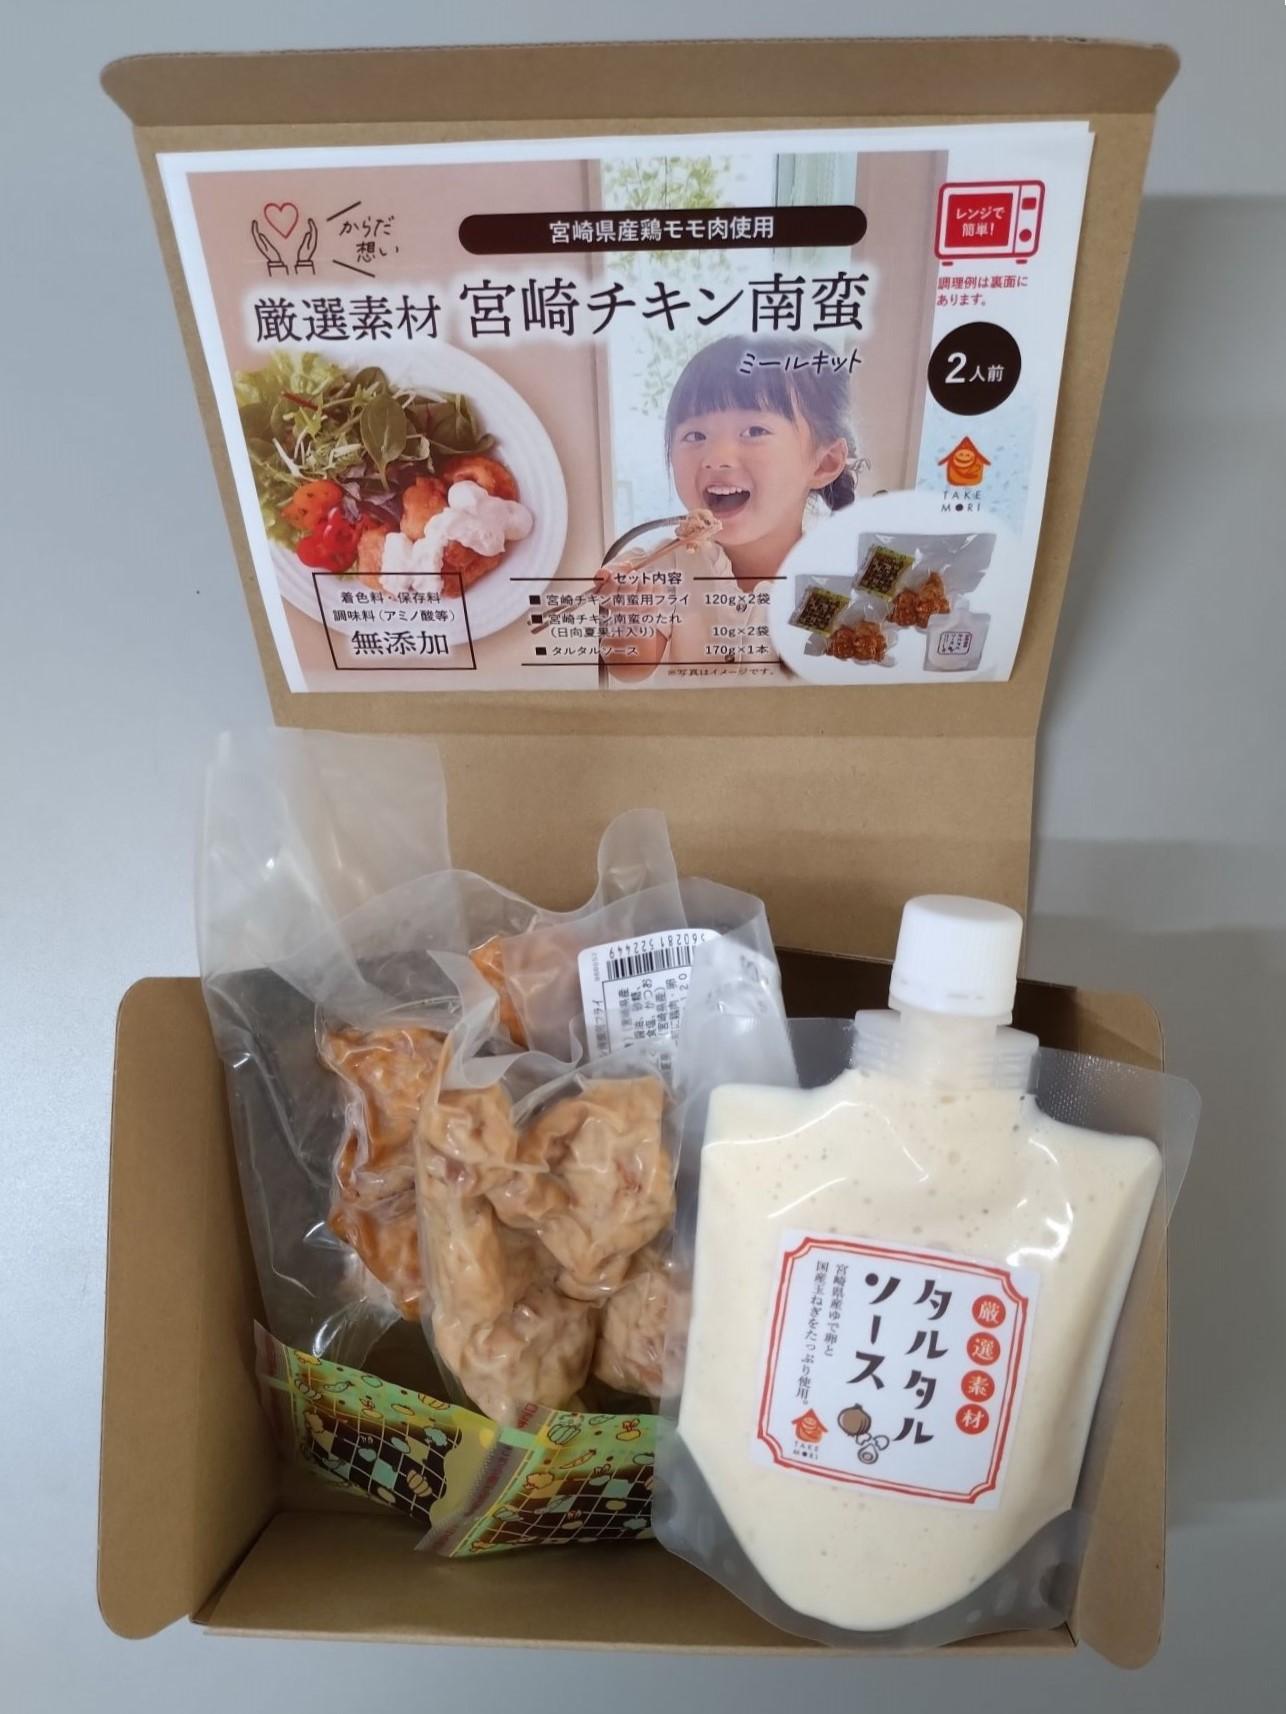 からだ
想い
宮崎県産鶏モモ肉使用
厳選素材 宮崎チキン南蛮
ミールキット
レンジで
簡単!
調理例は裏面に
あります。
2人前
TAKE
MORI
着色料・保存料
調味料(アミノ酸等)
無添加
セット内容
■ 宮崎チキン南蛮用フライ 120g×2袋
■ 宮崎チキン南蛮のたれ
(日向夏果汁入り) 10g×2袋
■ タルタルソース 170g×1本
※写真はイメージです。
厳選素材
タルタル
ソース
宮崎県産ゆで卵と
国産玉ねぎをたっぷり使用。
TAKE
MORI